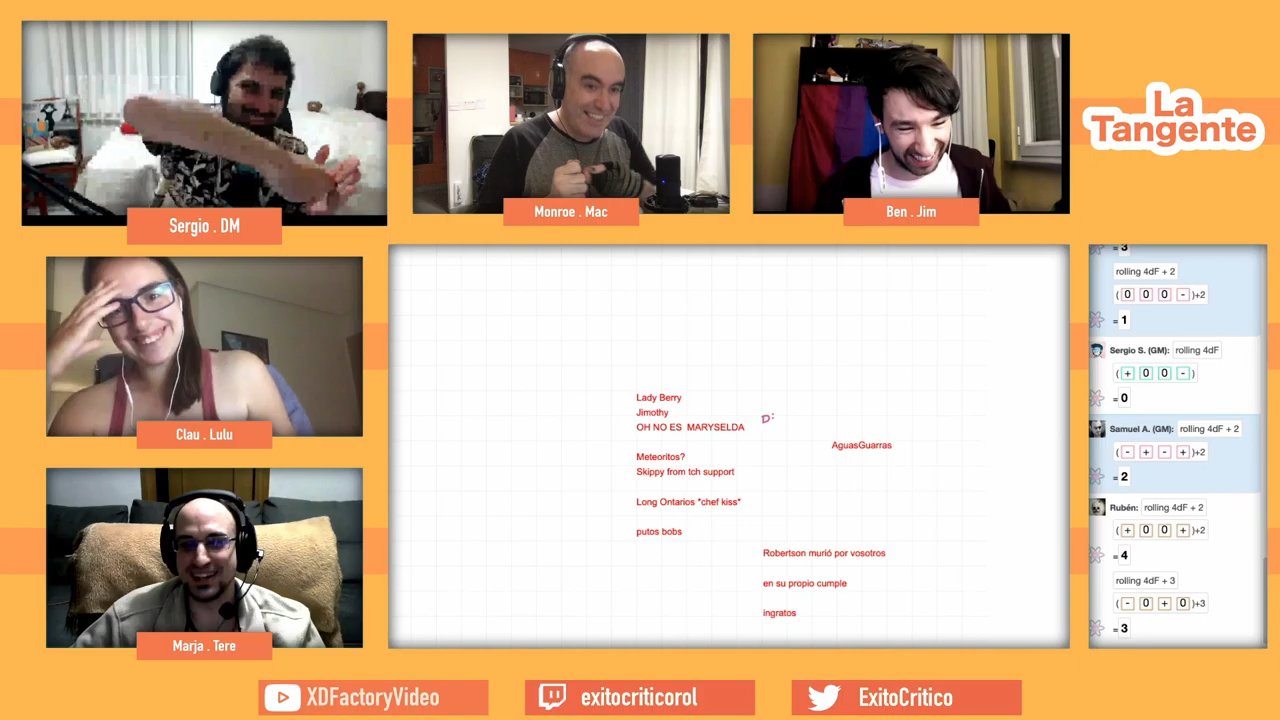 La
Tangente
Sergio . DM
Monroe . Mac
Ben . Jim
Clau . Lulu
Marja . Tere
Lady Berry
Jimothy
OH NO ES MARYSELDA
D:
AguasGuarras
Meteoritos?
Skippy from tch support
Long Ontarios *chef kiss*
putos bobs
Robertson murió por vosotros
en su propio cumple
ingratos
= 3
rolling 4dF + 2
( 0 0 0 - )+2
= 1
Sergio S. (GM): rolling 4dF
( + 0 0 - )
= 0
Samuel A. (GM): rolling 4dF + 2
( - + - + )+2
= 2
Rubén: rolling 4dF + 2
( + 0 0 + )+2
= 4
rolling 4dF + 3
( - 0 + 0 )+3
= 3
XDFactoryVideo
exitocriticorol
ExitoCritico